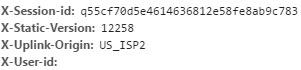 X-Session-id: q55cf70d5e4614636812e58fe8ab9c783
X-Static-Version: 12258
X-Uplink-Origin: US_ISP2
X-User-id: